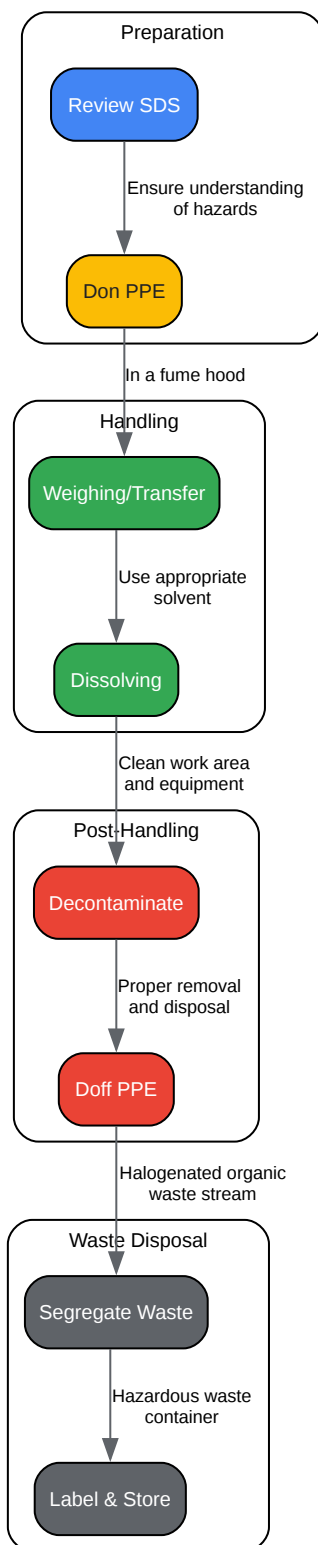 Preparation
Review SDS
Ensure understanding
of hazards
Don PPE
In a fume hood
Handling
Weighing/Transfer
Use appropriate
solvent
Dissolving
Clean work area
and equipment
Post-Handling
Decontaminate
Proper removal
and disposal
Doff PPE
Halogenated organic
waste stream
Waste Disposal
Segregate Waste
Hazardous waste
container
Label & Store